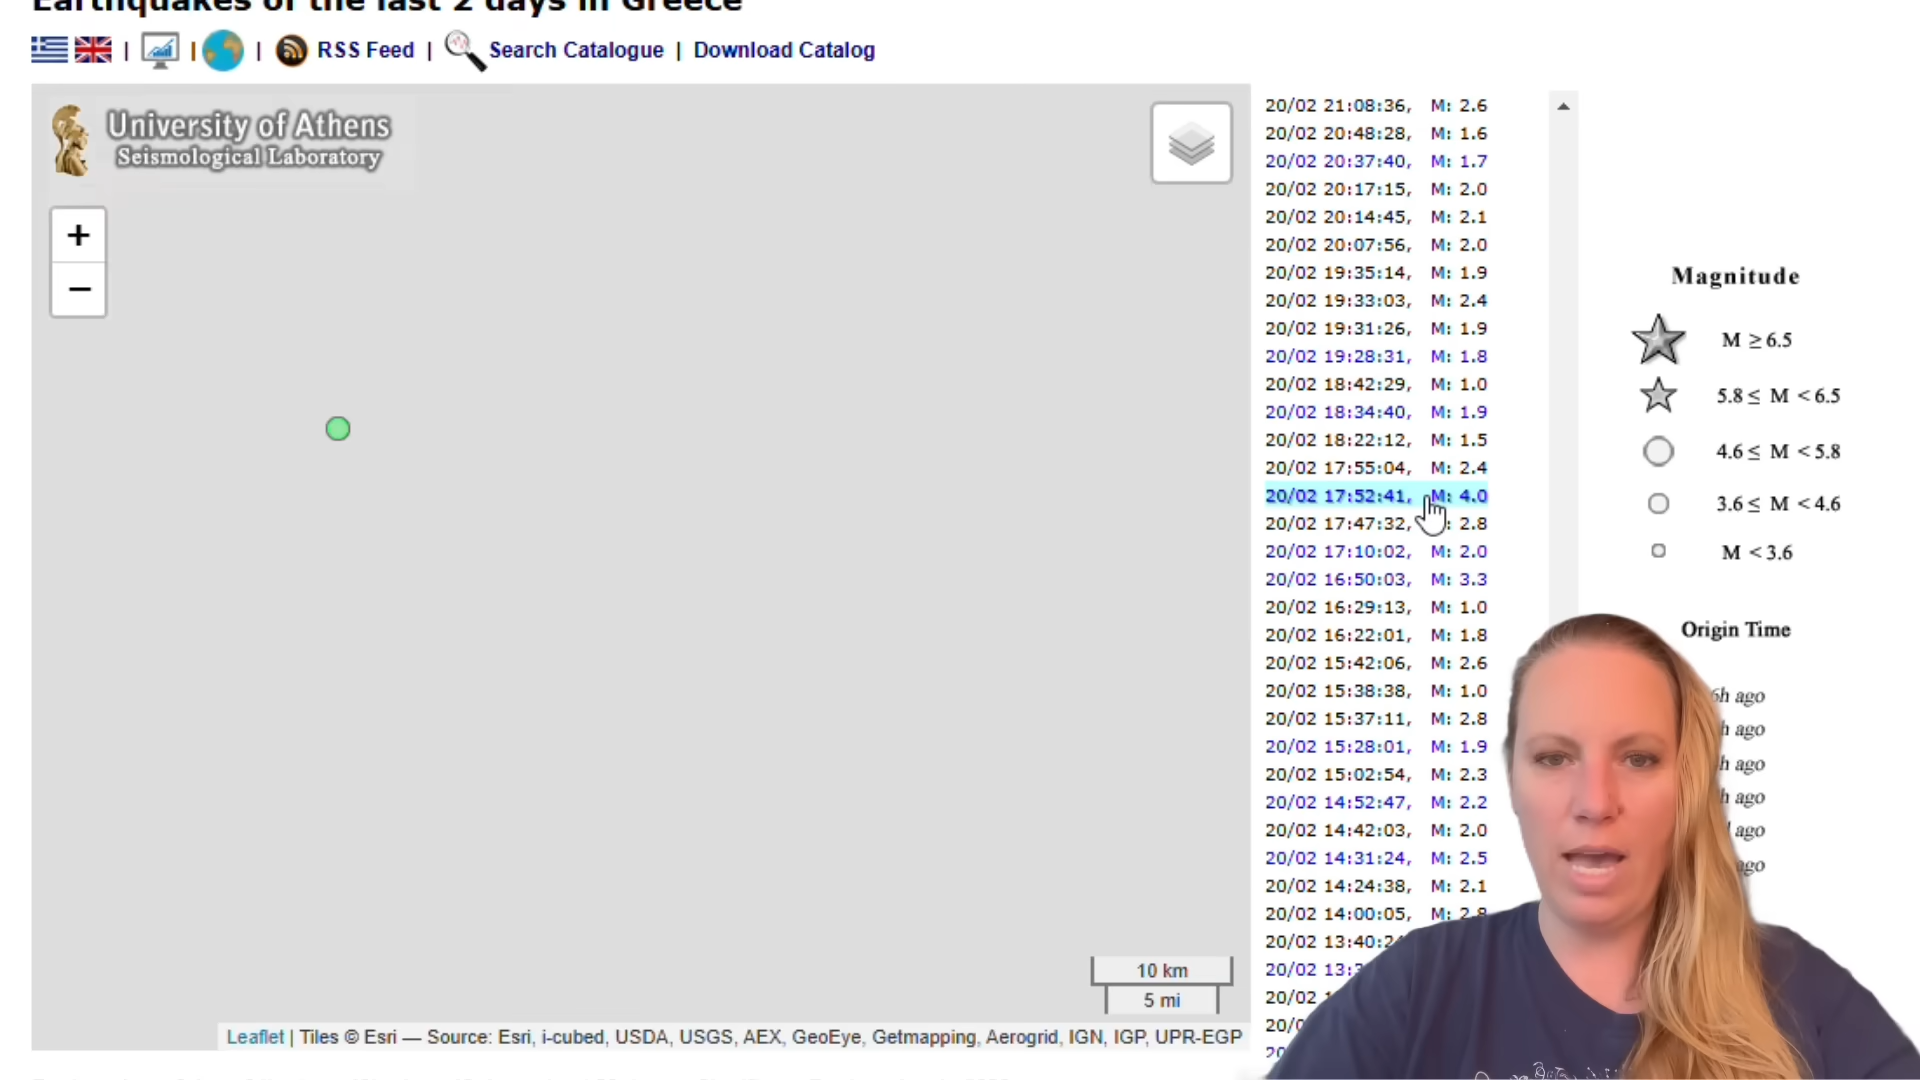 Earthquakes of the last 2 days in Greece
| | | RSS Feed | Search Catalogue | Download Catalog
University of Athens
Seismological Laboratory
+
−
10 km
5 mi
Leaflet | Tiles © Esri — Source: Esri, i-cubed, USDA, USGS, AEX, GeoEye, Getmapping, Aerogrid, IGN, IGP, UPR-EGP
20/02 21:08:36, M: 2.6
20/02 20:48:28, M: 1.6
20/02 20:37:40, M: 1.7
20/02 20:17:15, M: 2.0
20/02 20:14:45, M: 2.1
20/02 20:07:56, M: 2.0
20/02 19:35:14, M: 1.9
20/02 19:33:03, M: 2.4
20/02 19:31:26, M: 1.9
20/02 19:28:31, M: 1.8
20/02 18:42:29, M: 1.0
20/02 18:34:40, M: 1.9
20/02 18:22:12, M: 1.5
20/02 17:55:04, M: 2.4
20/02 17:52:41, M: 4.0
20/02 17:47:32, : 2.8
20/02 17:10:02, M: 2.0
20/02 16:50:03, M: 3.3
20/02 16:29:13, M: 1.0
20/02 16:22:01, M: 1.8
20/02 15:42:06, M: 2.6
20/02 15:38:38, M: 1.0
20/02 15:37:11, M: 2.8
20/02 15:28:01, M: 1.9
20/02 15:02:54, M: 2.3
20/02 14:52:47, M: 2.2
20/02 14:42:03, M: 2.0
20/02 14:31:24, M: 2.5
20/02 14:24:38, M: 2.1
20/02 14:00:05, M: 2.8
20/02 13:40:2
20/02 13:
20/02
Magnitude
M ≥ 6.5
5.8 ≤ M < 6.5
4.6 ≤ M < 5.8
3.6 ≤ M < 4.6
M < 3.6
Origin Time
h ago
h ago
h ago
h ago
ago
ago